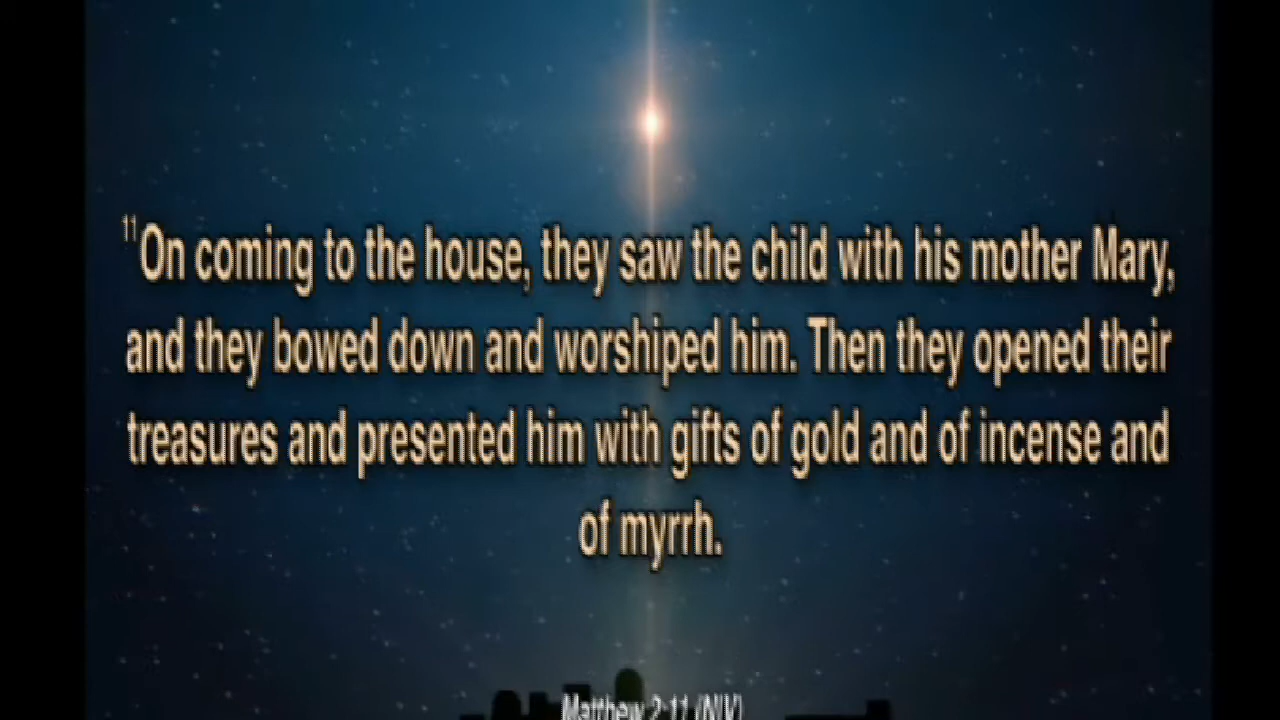 11On coming to the house, they saw the child with his mother Mary,
and they bowed down and worshiped him. Then they opened their
treasures and presented him with gifts of gold and of incense and
of myrrh.
Matthew 2:11 (NIV)